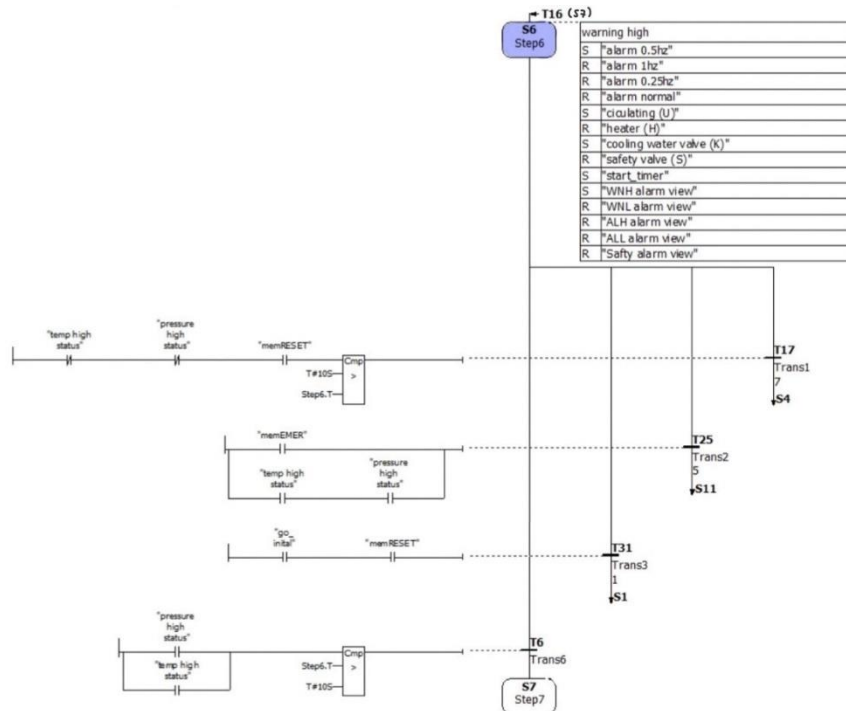 T16 (S7)
S6
Step6
warning high
S "alarm 0.5hz"
R "alarm 1hz"
R "alarm 0.25hz"
R "alarm normal"
S "ciculating (U)"
R "heater (H)"
S "cooling water valve (K)"
R "safety valve (S)"
S "start_timer"
S "WNH alarm view"
R "WNL alarm view"
R "ALH alarm view"
R "ALL alarm view"
R "Safty alarm view"
"temp high
status"
"pressure
high
status"
"memRESET"
Cmp
>
T#10S
Step6.T
T17
Trans1
7
S4
"memEMER"
"temp high
status"
"pressure
high
status"
T25
Trans2
5
S11
"go_
inital"
"memRESET"
T31
Trans3
1
S1
"pressure
high
status"
"temp high
status"
Cmp
>
Step6.T
T#10S
T6
Trans6
S7
Step7